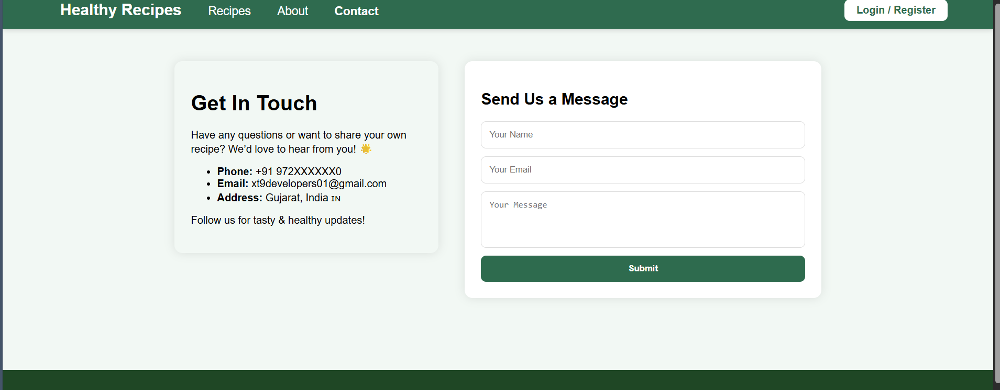 Healthy Recipes Recipes About Contact Login / Register
Get In Touch
Have any questions or want to share your own
recipe? We’d love to hear from you! 🌟
• Phone: +91 972XXXXXX0
• Email: xt9developers01@gmail.com
• Address: Gujarat, India 🇮🇳
Follow us for tasty & healthy updates!
Send Us a Message
Your Name
Your Email
Your Message
Submit